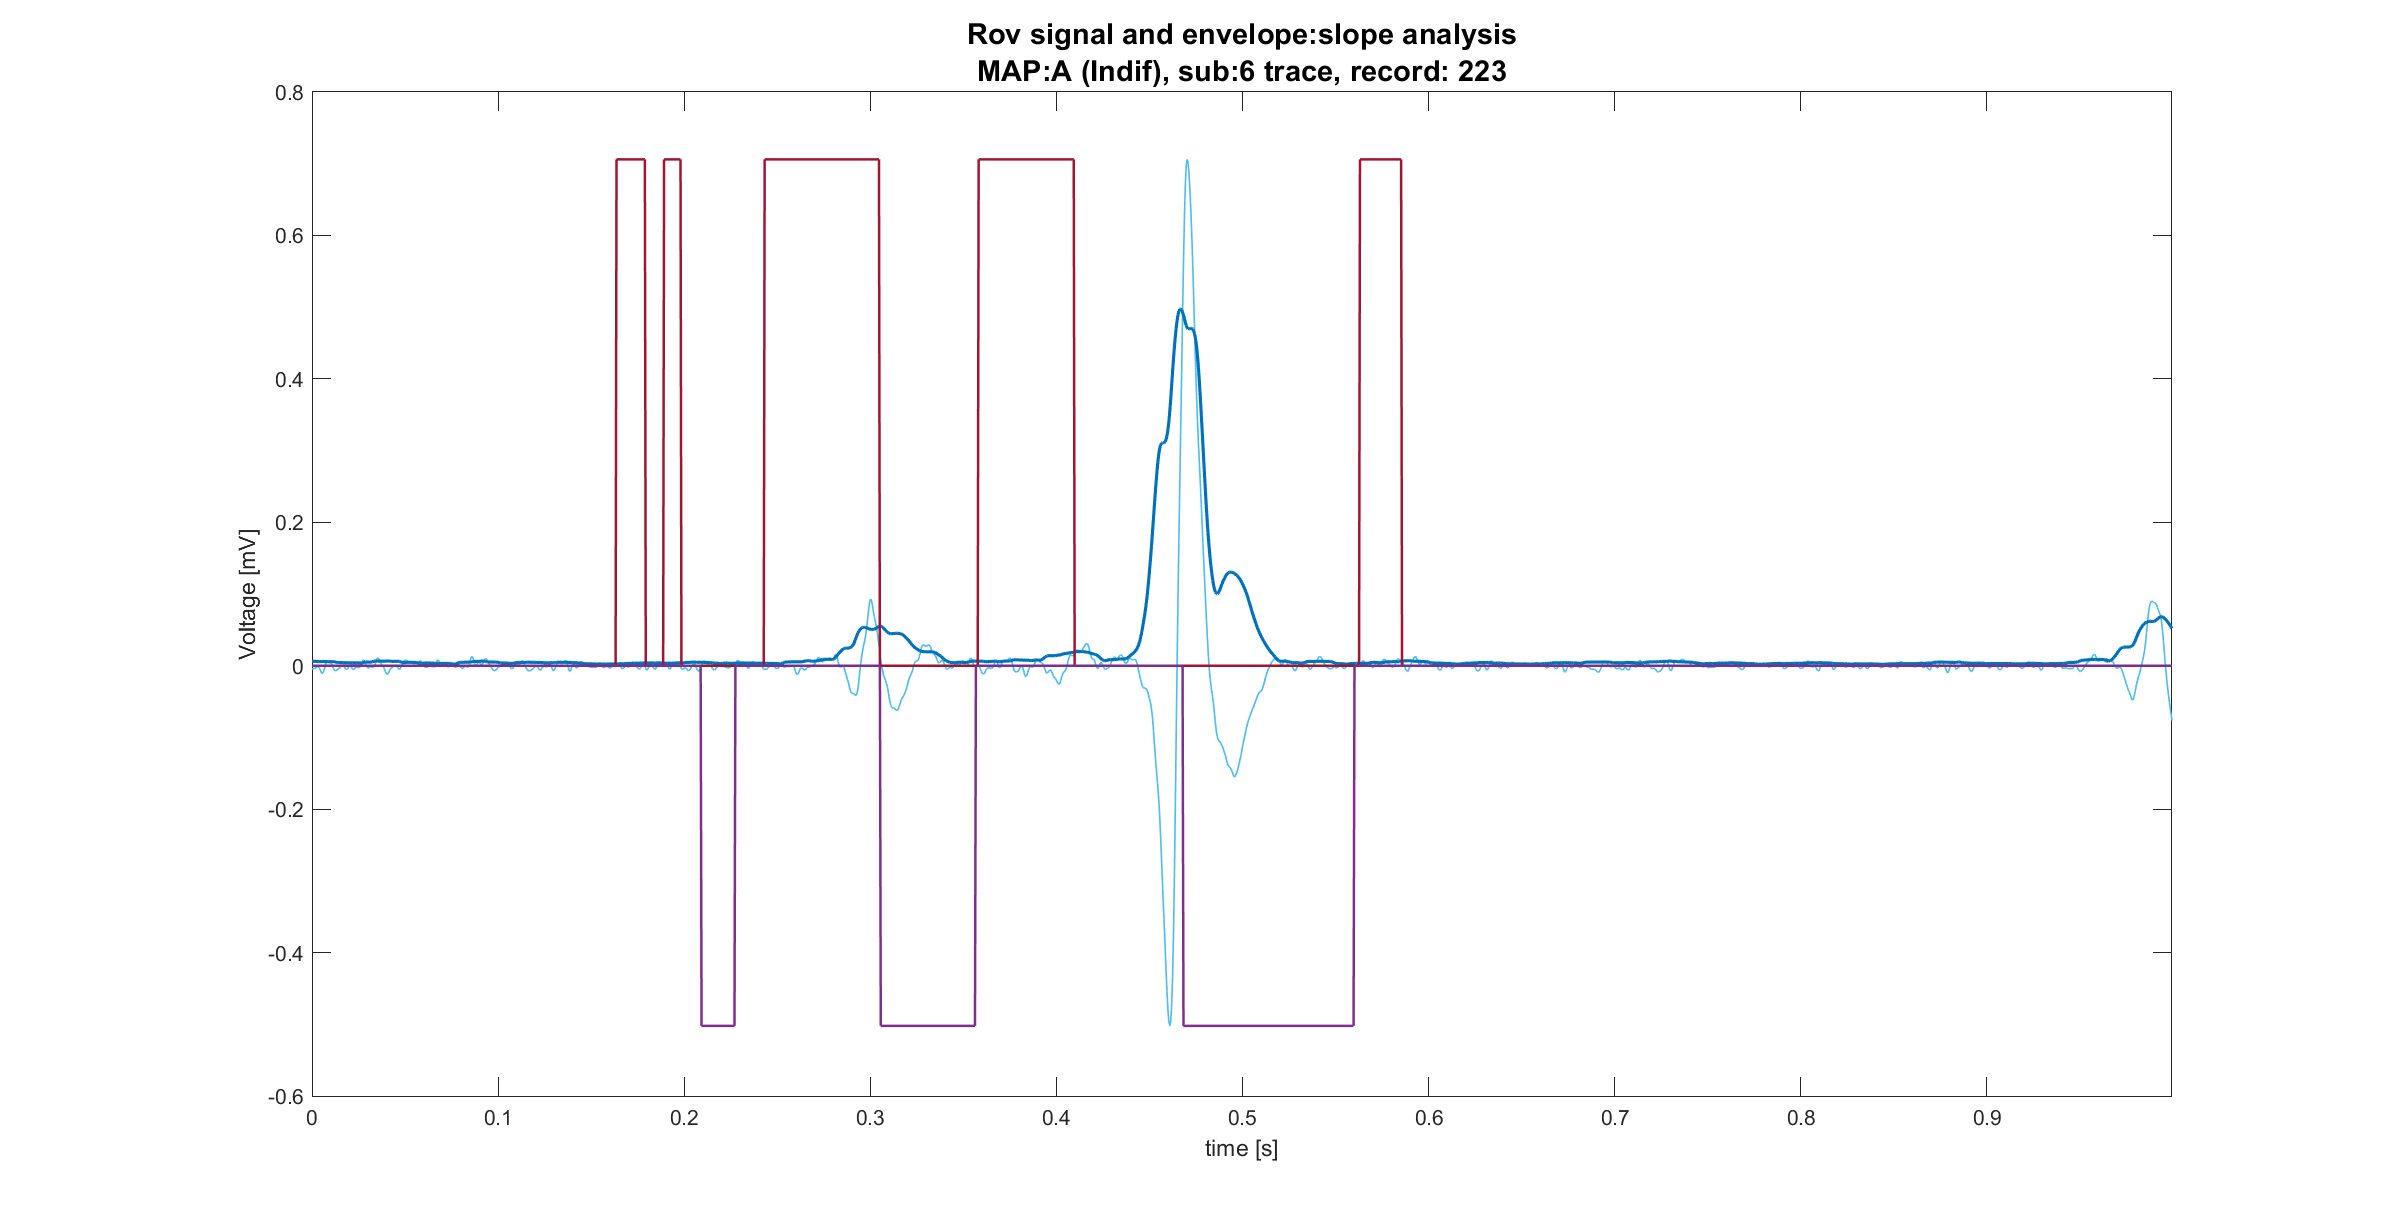 Rov signal and envelope:slope analysis
MAP:A (Indif), sub:6 trace, record: 223
0.8
0.6
0.4
0.2
0
-0.2
-0.4
-0.6
Voltage [mV]
0 0.1 0.2 0.3 0.4 0.5 0.6 0.7 0.8 0.9
time [s]